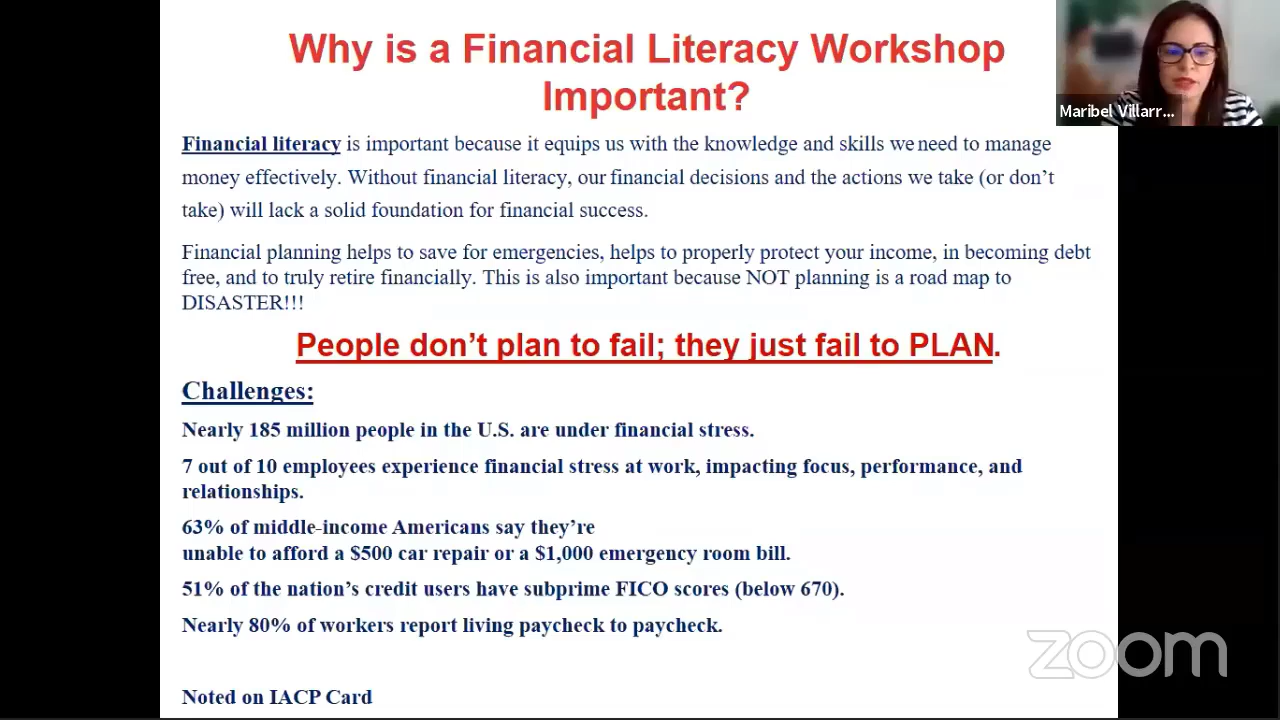 Why is a Financial Literacy Workshop
Important?
Maribel Villarr...
Financial literacy is important because it equips us with the knowledge and skills we need to manage
money effectively. Without financial literacy, our financial decisions and the actions we take (or don't
take) will lack a solid foundation for financial success.
Financial planning helps to save for emergencies, helps to properly protect your income, in becoming debt
free, and to truly retire financially. This is also important because NOT planning is a road map to
DISASTER!!!
People don't plan to fail; they just fail to PLAN.
Challenges:
Nearly 185 million people in the U.S. are under financial stress.
7 out of 10 employees experience financial stress at work, impacting focus, performance, and
relationships.
63% of middle-income Americans say they're
unable to afford a $500 car repair or a $1,000 emergency room bill.
51% of the nation's credit users have subprime FICO scores (below 670).
Nearly 80% of workers report living paycheck to paycheck.
zoom
Noted on IACP Card